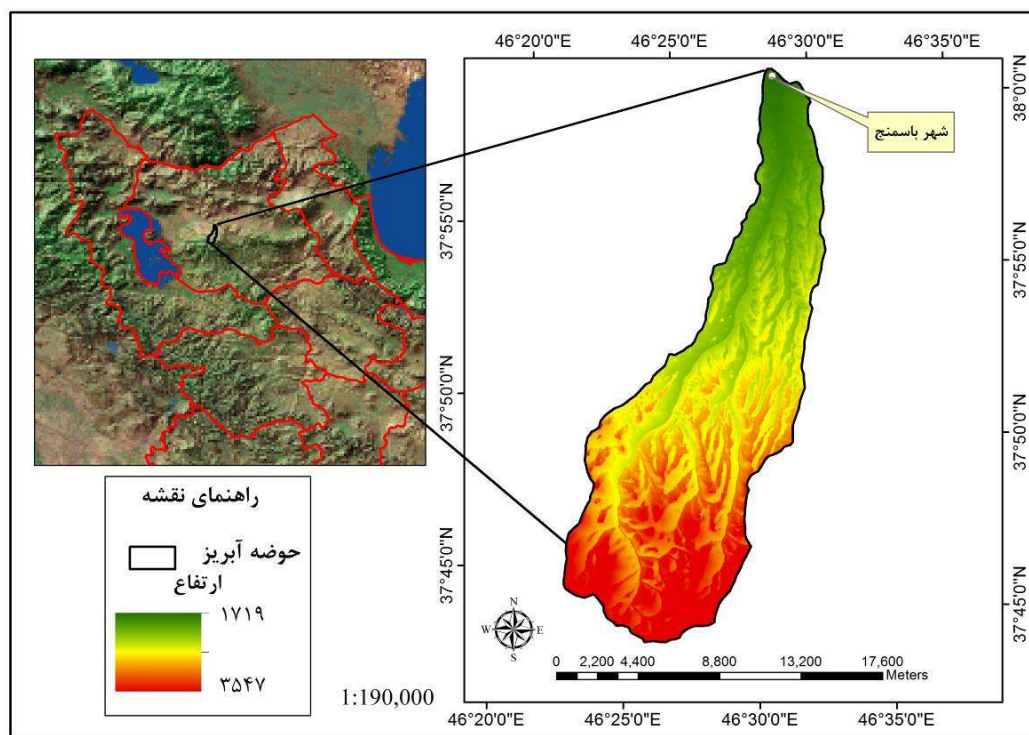 46°20'0"E 46°25'0"E 46°30'0"E 46°35'0"E
38°0'0"N
شهر باسمنج
37°55'0"N
37°55'0"N
37°50'0"N
37°50'0"N
37°45'0"N
37°45'0"N
راهنمای نقشه
حوضه آبریز
ارتفاع
۱۷۱۹
۳۵۴۷
1:190,000
N
W E
S
0 2,200 4,400 8,800 13,200 17,600
Meters
46°20'0"E 46°25'0"E 46°30'0"E 46°35'0"E